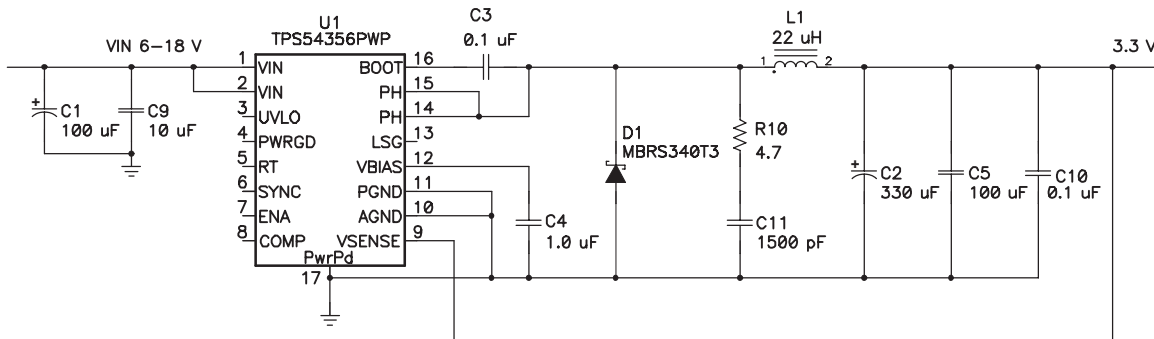 U1
TPS54356PWP
VIN 6–18 V
C3
0.1 uF
L1
22 uH
3.3 V
1 VIN
2 VIN
3 UVLO
4 PWRGD
5 RT
6 SYNC
7 ENA
8 COMP
BOOT 16
PH 15
PH 14
LSG 13
VBIAS 12
PGND 11
AGND 10
VSENSE 9
PwrPd
17
1
2
+
C1
100 uF
C9
10 uF
C4
1.0 uF
D1
MBRS340T3
R10
4.7
C11
1500 pF
+
C2
330 uF
C5
100 uF
C10
0.1 uF